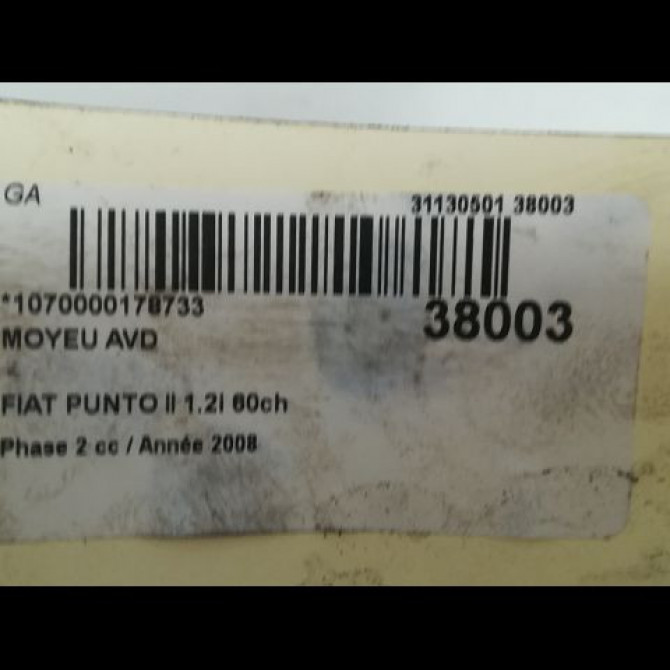 GA
31130501 38003
*1070000178733
38003
MOYEU AVD
FIAT PUNTO II 1.2i 60ch
Phase 2 cc / Année 2008